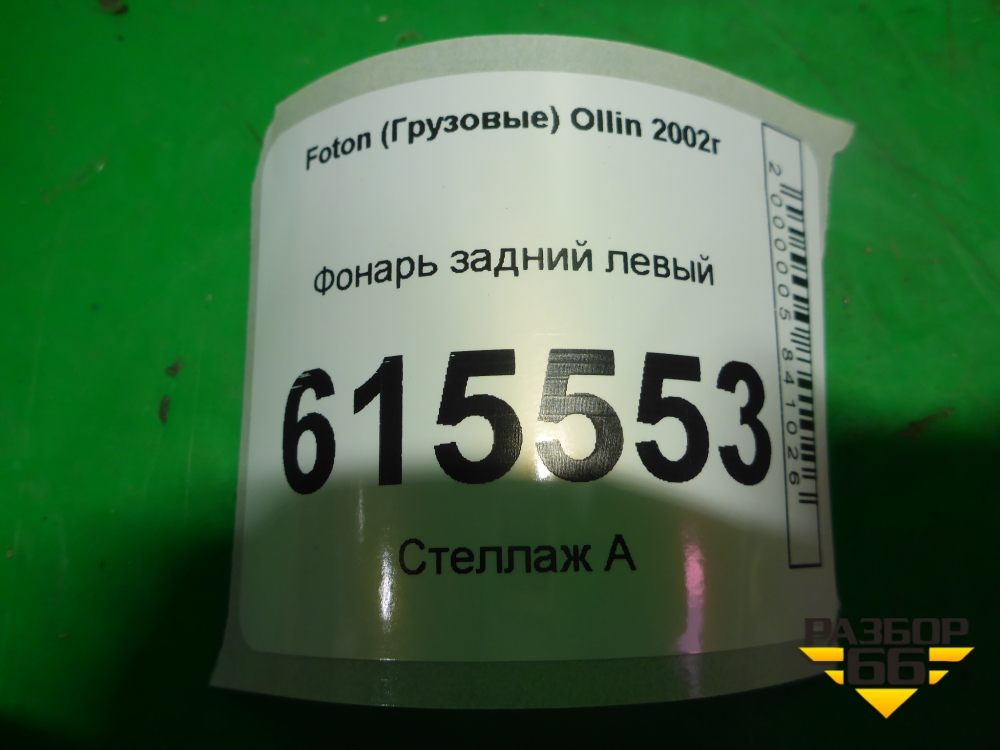 Foton (Грузовые) Ollin 2002г
Фонарь задний левый
615553
Стеллаж А
2000005841026
РАЗБОР
66